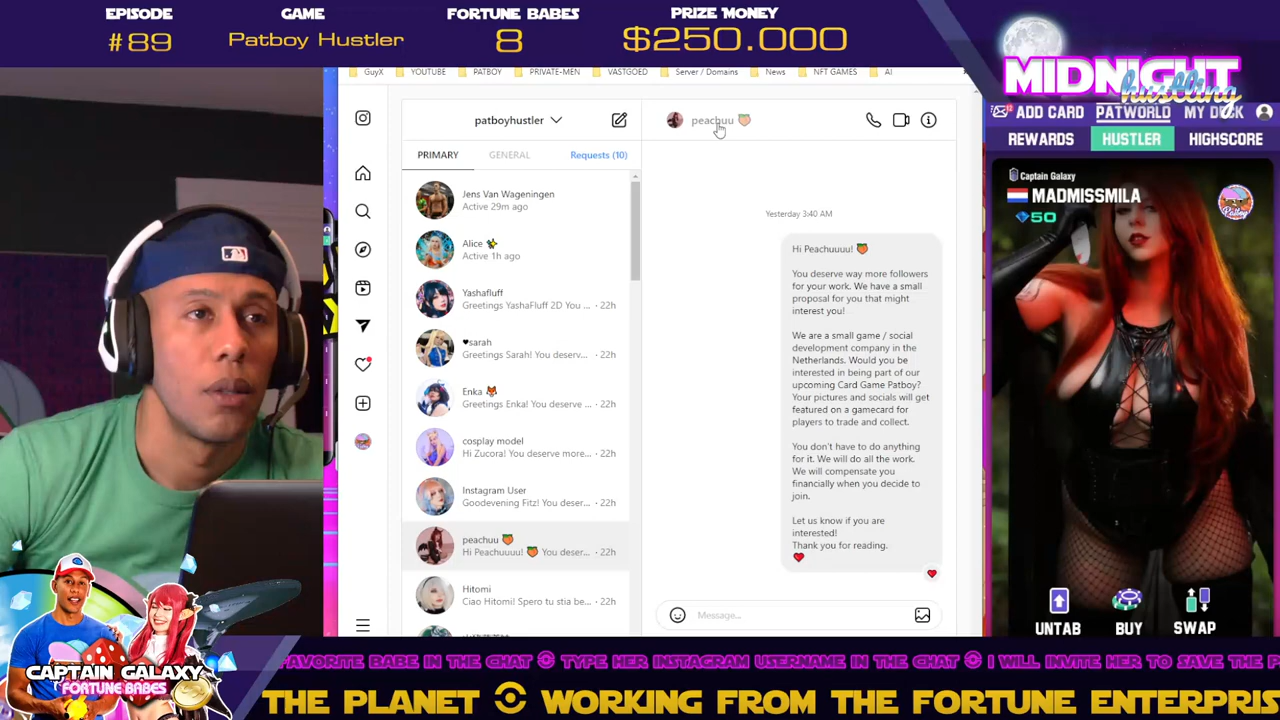 EPISODE
#89
GAME
Patboy Hustler
FORTUNE BABES
8
PRIZE MONEY
$250.000
MIDNIGHT
hustling
GuyX
YOUTUBE
PATBOY
PRIVATE-MEN
VASTGOED
Server / Domains
News
NFT GAMES
AI
patboyhustler
PRIMARY
GENERAL
Requests (10)
Jens Van Wageningen
Active 29m ago
Alice ✨
Active 1h ago
Yashafluff
Greetings YashaFluff 2D You ... · 22h
♥sarah
Greetings Sarah! You deserv... · 22h
Enka 🦊
Greetings Enka! You deserve ... · 22h
cosplay model
Hi Zucora! You deserve more... · 22h
Instagram User
Goodevening Fitz! You deser... · 22h
peachuu 🍑
Hi Peachuuuu! 🍑 You deser... · 22h
Hitomi
Ciao Hitomi! Spero tu stia be... · 22h
peachuu 🍑
Yesterday 3:40 AM
Hi Peachuuuu! 🍑
You deserve way more followers
for your work. We have a small
proposal for you that might
interest you!
We are a small game / social
development company in the
Netherlands. Would you be
interested in being part of our
upcoming Card Game Patboy?
Your pictures and socials will get
featured on a gamecard for
players to trade and collect.
You don't have to do anything
for it. We will do all the work.
We will compensate you
financially when you decide to
join.
Let us know if you are
interested!
Thank you for reading.
❤️
Message...
ADD CARD
PATWORLD
MY DECK
REWARDS
HUSTLER
HIGHSCORE
Captain Galaxy
MADMISSMILA
50
Patboy
UNTAB
BUY
SWAP
CAPTAIN GALAXY
FORTUNE BABES
FAVORITE BABE IN THE CHAT
TYPE HER INSTAGRAM USERNAME IN THE CHAT
I WILL INVITE HER TO SAVE THE P
THE PLANET
WORKING FROM THE FORTUNE ENTERPRIS